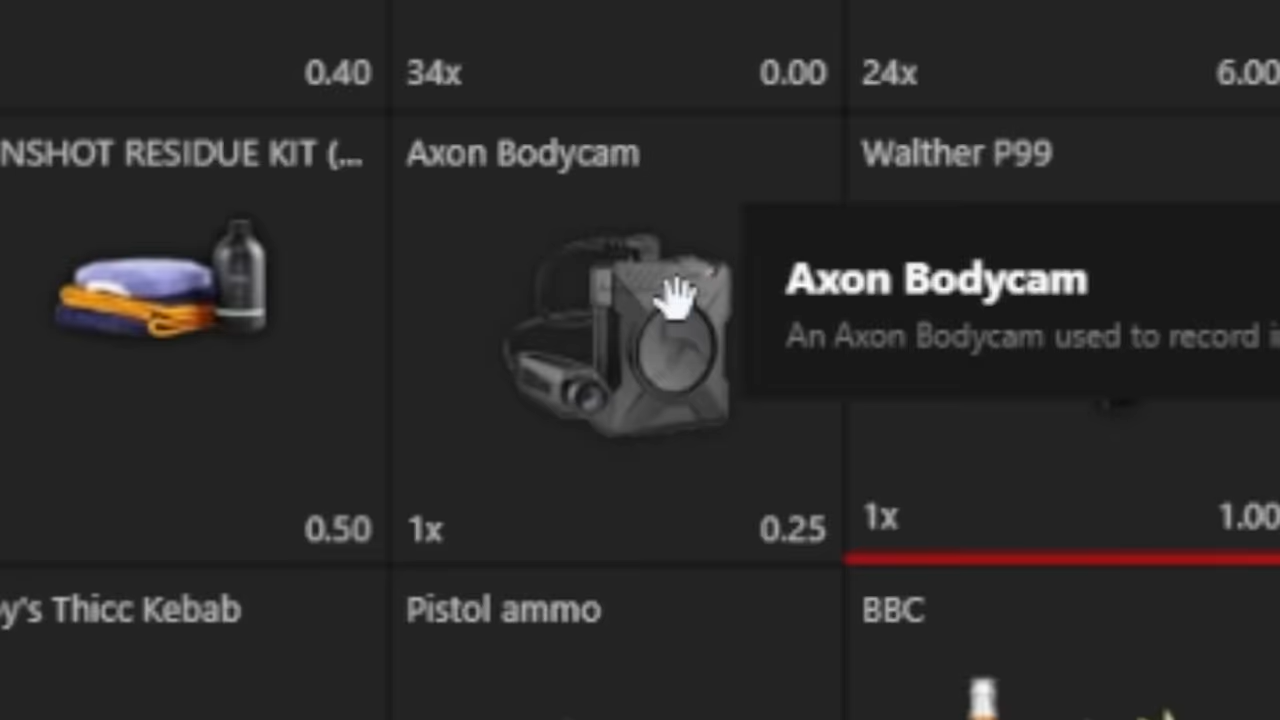 0.40 34x 0.00 24x 6.00
NSHOT RESIDUE KIT (... Axon Bodycam Walther P99
Axon Bodycam
An Axon Bodycam used to record i
0.50 1x 0.25 1x 1.00
y's Thicc Kebab Pistol ammo BBC